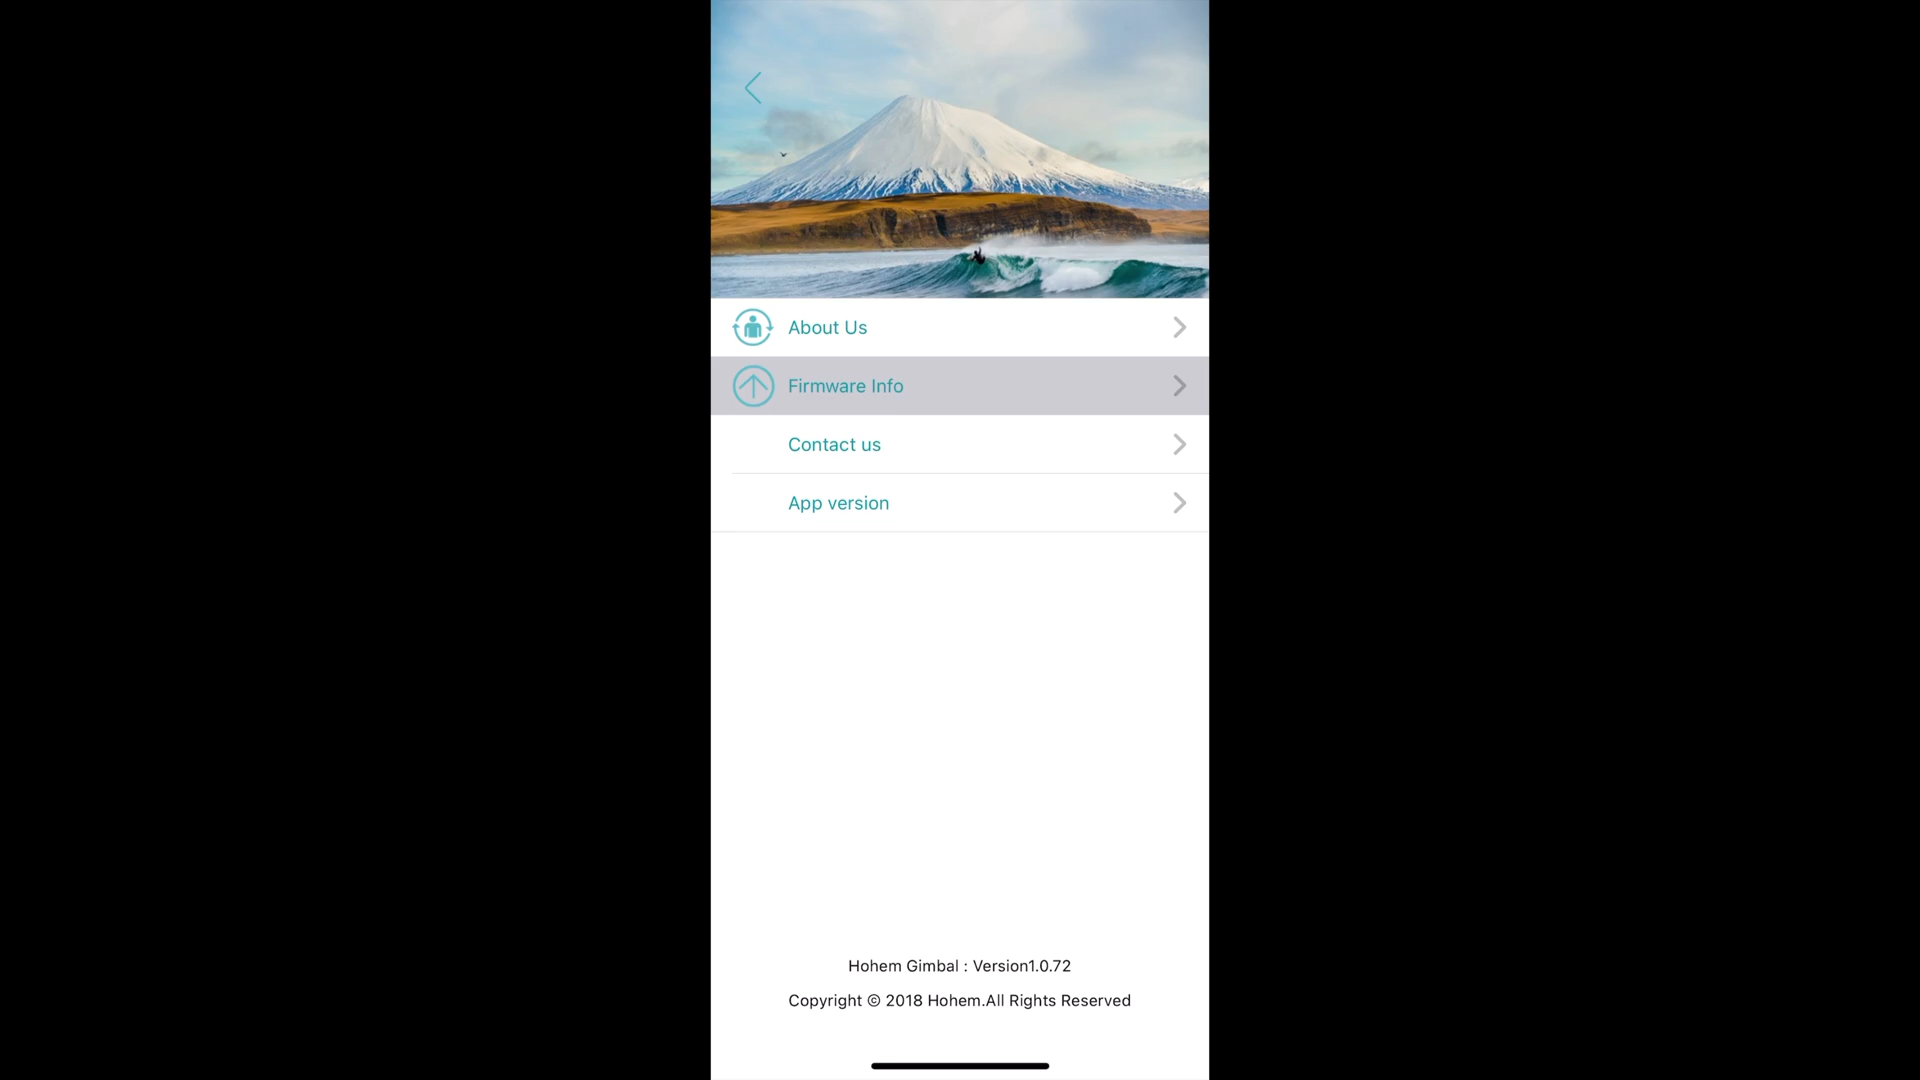 About Us
Firmware Info
Contact us
App version
Hohem Gimbal : Version1.0.72
Copyright © 2018 Hohem.All Rights Reserved